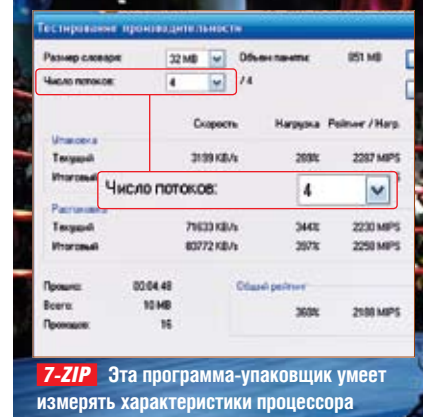 Тестирование производительности
Размер словаря: 32 MB Объем памяти: 851 MB
Число потоков: 4 / 4
Скорость Нагрузка Рейтинг / Нагр.
Упаковка
Текущий 3199 KB/s 289% 2287 MIPS
Итоговый
Число потоков: 4
Распаковка
Текущий 71633 KB/s 344% 2230 MIPS
Итоговый 83772 KB/s 397% 2250 MIPS
Прошло: 00:04:48 Общий рейтинг
Всего: 10 MB 360% 2188 MIPS
Проходов: 16
7-ZIP Эта программа-упаковщик умеет
измерять характеристики процессора